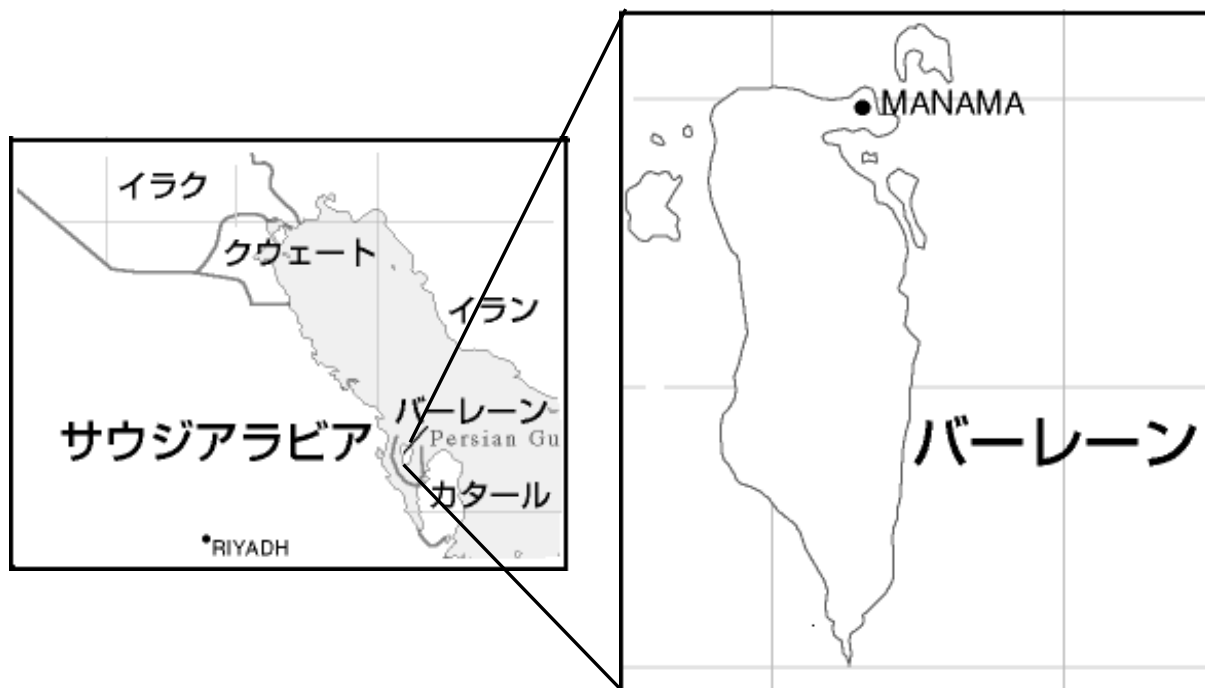 イラク
クウェート
イラン
バーレーン
Persian Gu
サウジアラビア
カタール
RIYADH
MANAMA
バーレーン